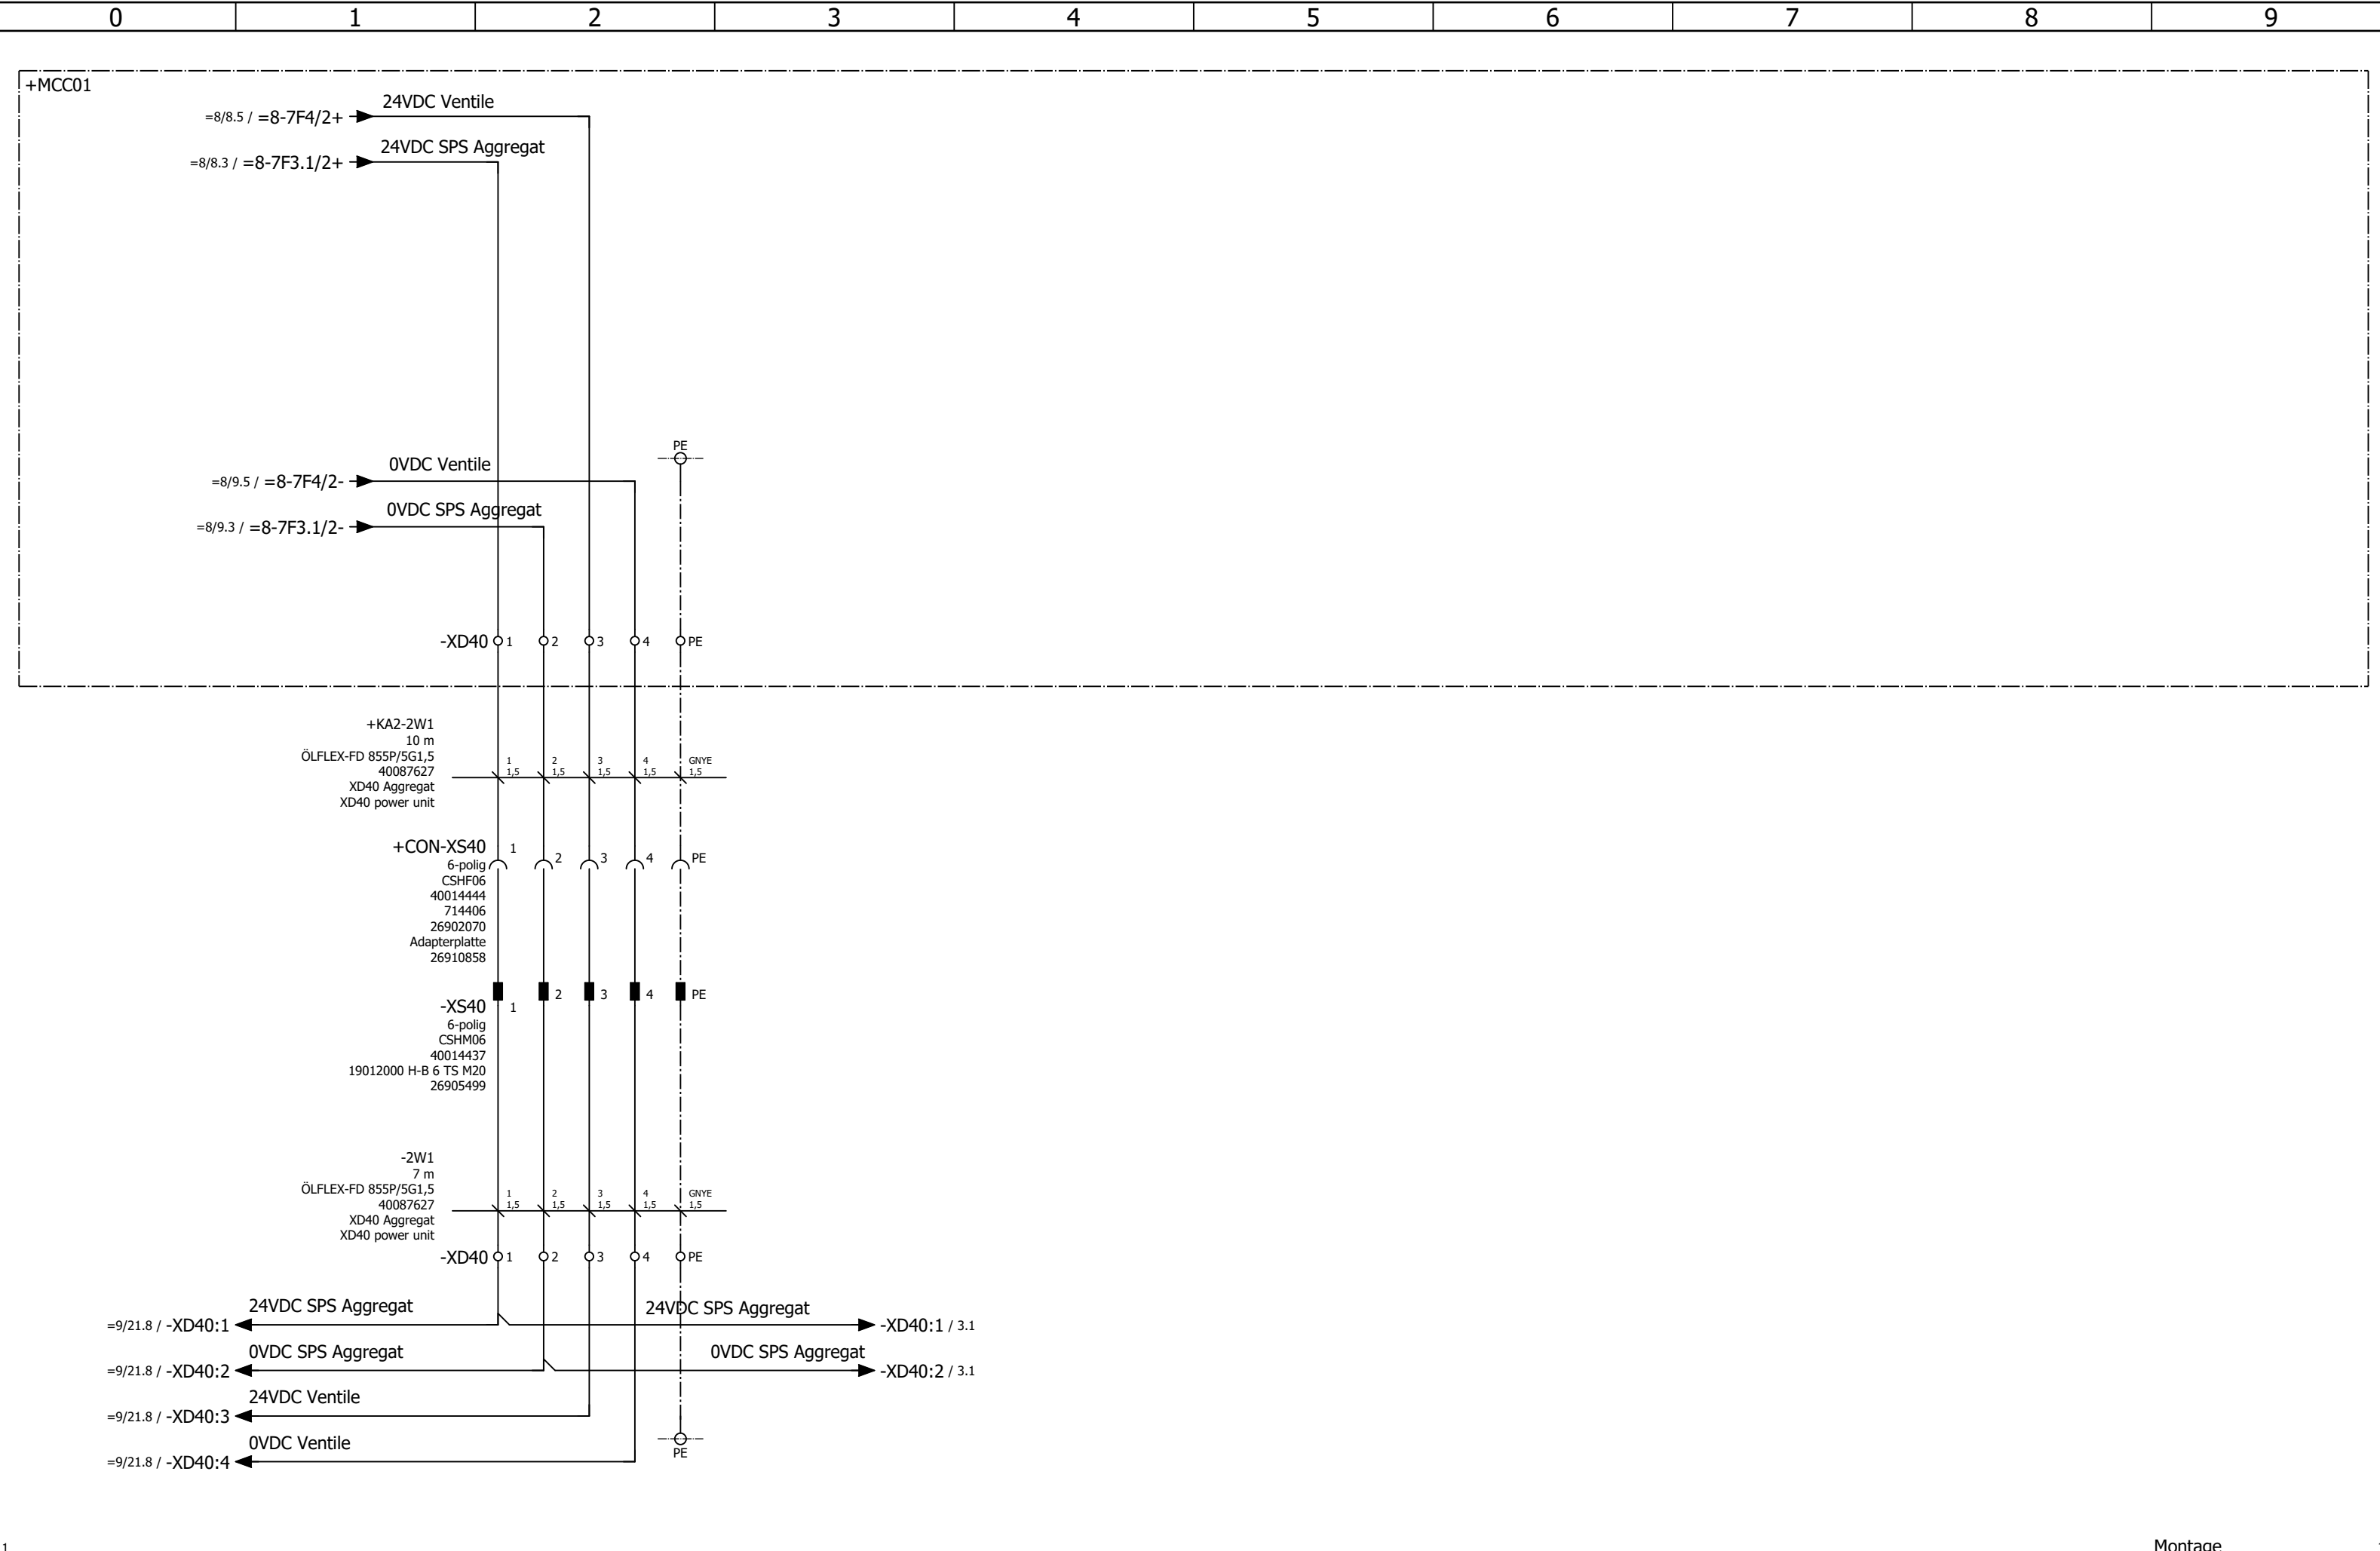 0 1 2 3 4 5 6 7 8 9
+MCC01
24VDC Ventile
=8/8.5 / =8-7F4/2+
24VDC SPS Aggregat
=8/8.3 / =8-7F3.1/2+
PE
0VDC Ventile
=8/9.5 / =8-7F4/2-
0VDC SPS Aggregat
=8/9.3 / =8-7F3.1/2-
-XD40 1 2 3 4 PE
+KA2-2W1
10 m
ÖLFLEX-FD 855P/5G1,5
40087627
XD40 Aggregat
XD40 power unit
1 2 3 4 GNYE
1,5 1,5 1,5 1,5 1,5
+CON-XS40 1 2 3 4 PE
6-polig
CSHF06
40014444
714406
26902070
Adapterplatte
26910858
2 3 4 PE
-XS40 1
6-polig
CSHM06
40014437
19012000 H-B 6 TS M20
26905499
-2W1
7 m
ÖLFLEX-FD 855P/5G1,5
40087627
XD40 Aggregat
XD40 power unit
1 2 3 4 GNYE
1,5 1,5 1,5 1,5 1,5
-XD40 1 2 3 4 PE
24VDC SPS Aggregat 24VDC SPS Aggregat
=9/21.8 / -XD40:1 -XD40:1 / 3.1
0VDC SPS Aggregat 0VDC SPS Aggregat
=9/21.8 / -XD40:2 -XD40:2 / 3.1
24VDC Ventile
=9/21.8 / -XD40:3
0VDC Ventile
PE
=9/21.8 / -XD40:4
1 Montage